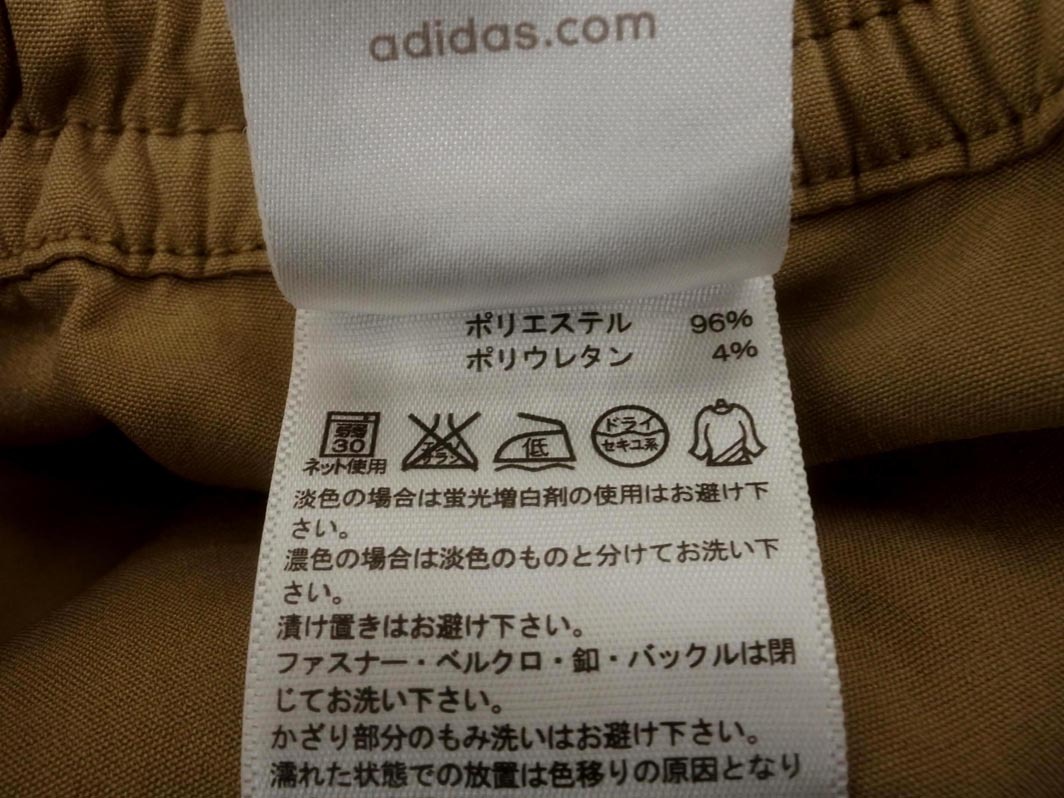 adidas.com
ポリエステル 96%
ポリウレタン 4%
弱 30 低 ドライ
ネット使用 エンソサラシ セキユ系
淡色の場合は蛍光増白剤の使用はお避け下
さい。
濃色の場合は淡色のものと分けてお洗い下
さい。
漬け置きはお避け下さい。
ファスナー・ベルクロ・釦・バックルは閉
じてお洗い下さい。
かざり部分のもみ洗いはお避け下さい。
濡れた状態での放置は色移りの原因となり